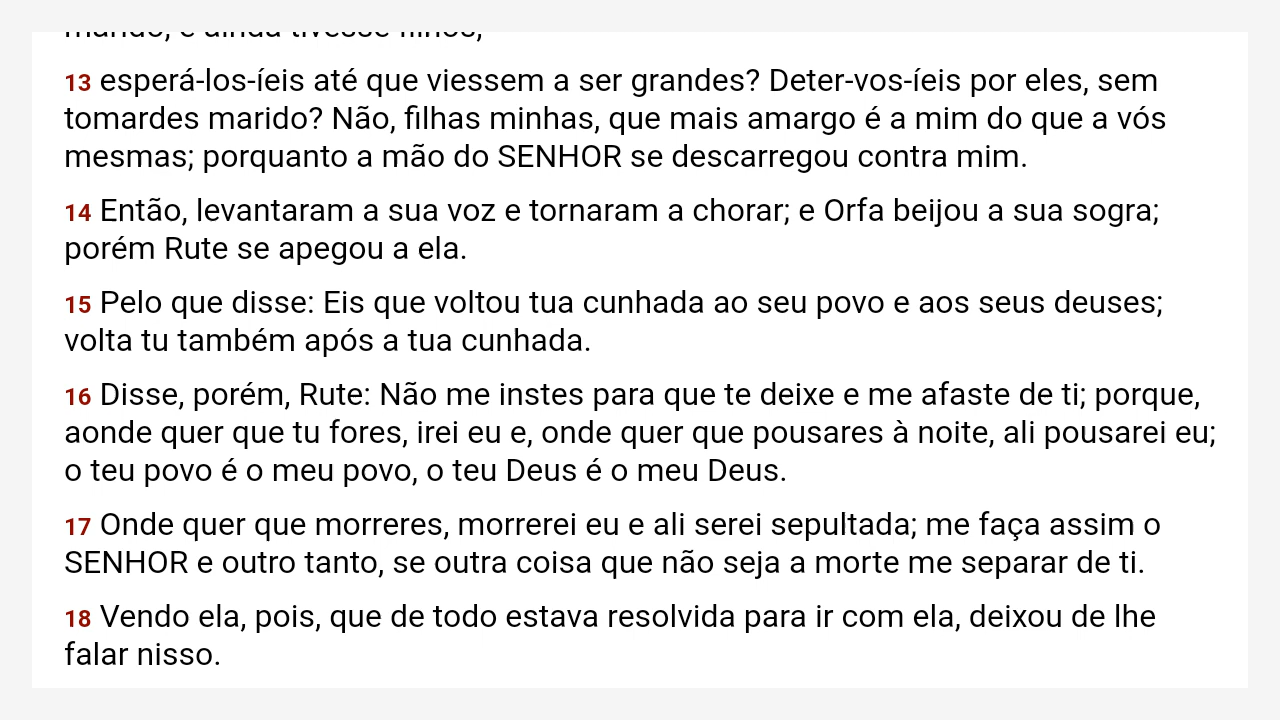 marido, e ainda tivesse filhos,
13 esperá-los-íeis até que viessem a ser grandes? Deter-vos-íeis por eles, sem
tomardes marido? Não, filhas minhas, que mais amargo é a mim do que a vós
mesmas; porquanto a mão do SENHOR se descarregou contra mim.
14 Então, levantaram a sua voz e tornaram a chorar; e Orfa beijou a sua sogra;
porém Rute se apegou a ela.
15 Pelo que disse: Eis que voltou tua cunhada ao seu povo e aos seus deuses;
volta tu também após a tua cunhada.
16 Disse, porém, Rute: Não me instes para que te deixe e me afaste de ti; porque,
aonde quer que tu fores, irei eu e, onde quer que pousares à noite, ali pousarei eu;
o teu povo é o meu povo, o teu Deus é o meu Deus.
17 Onde quer que morreres, morrerei eu e ali serei sepultada; me faça assim o
SENHOR e outro tanto, se outra coisa que não seja a morte me separar de ti.
18 Vendo ela, pois, que de todo estava resolvida para ir com ela, deixou de lhe
falar nisso.